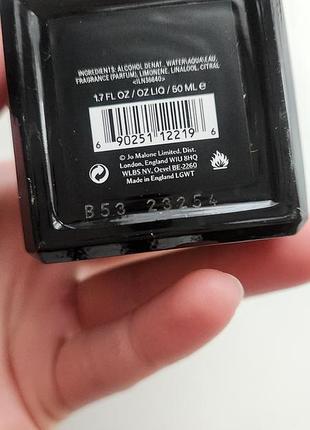 INGREDIENTS: ALCOHOL DENAT., WATER\AQUA\EAU,
FRAGRANCE (PARFUM), LIMONENE, LINALOOL, CITRAL
<ILN36640>
1.7 FL OZ / OZ LIQ / 50 ML ℮
6 90251 12219 6
© Jo Malone Limited, Dist.
London, England W1U 8HQ
WLBS NV, Oevel BE-2260
Made in England LGWT
B53 23254